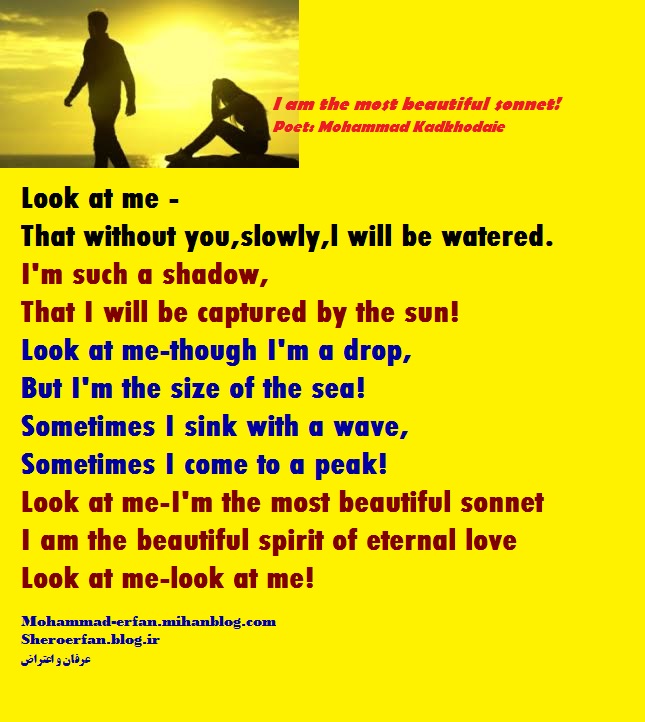 I am the most beautiful sonnet!
Poet: Mohammad Kadkhodaie
Look at me -
That without you,slowly,I will be watered.
I'm such a shadow,
That I will be captured by the sun!
Look at me-though I'm a drop,
But I'm the size of the sea!
Sometimes I sink with a wave,
Sometimes I come to a peak!
Look at me-I'm the most beautiful sonnet
I am the beautiful spirit of eternal love
Look at me-look at me!
Mohammad-erfan.mihanblog.com
Sheroerfan.blog.ir
عرفان و اعتراض